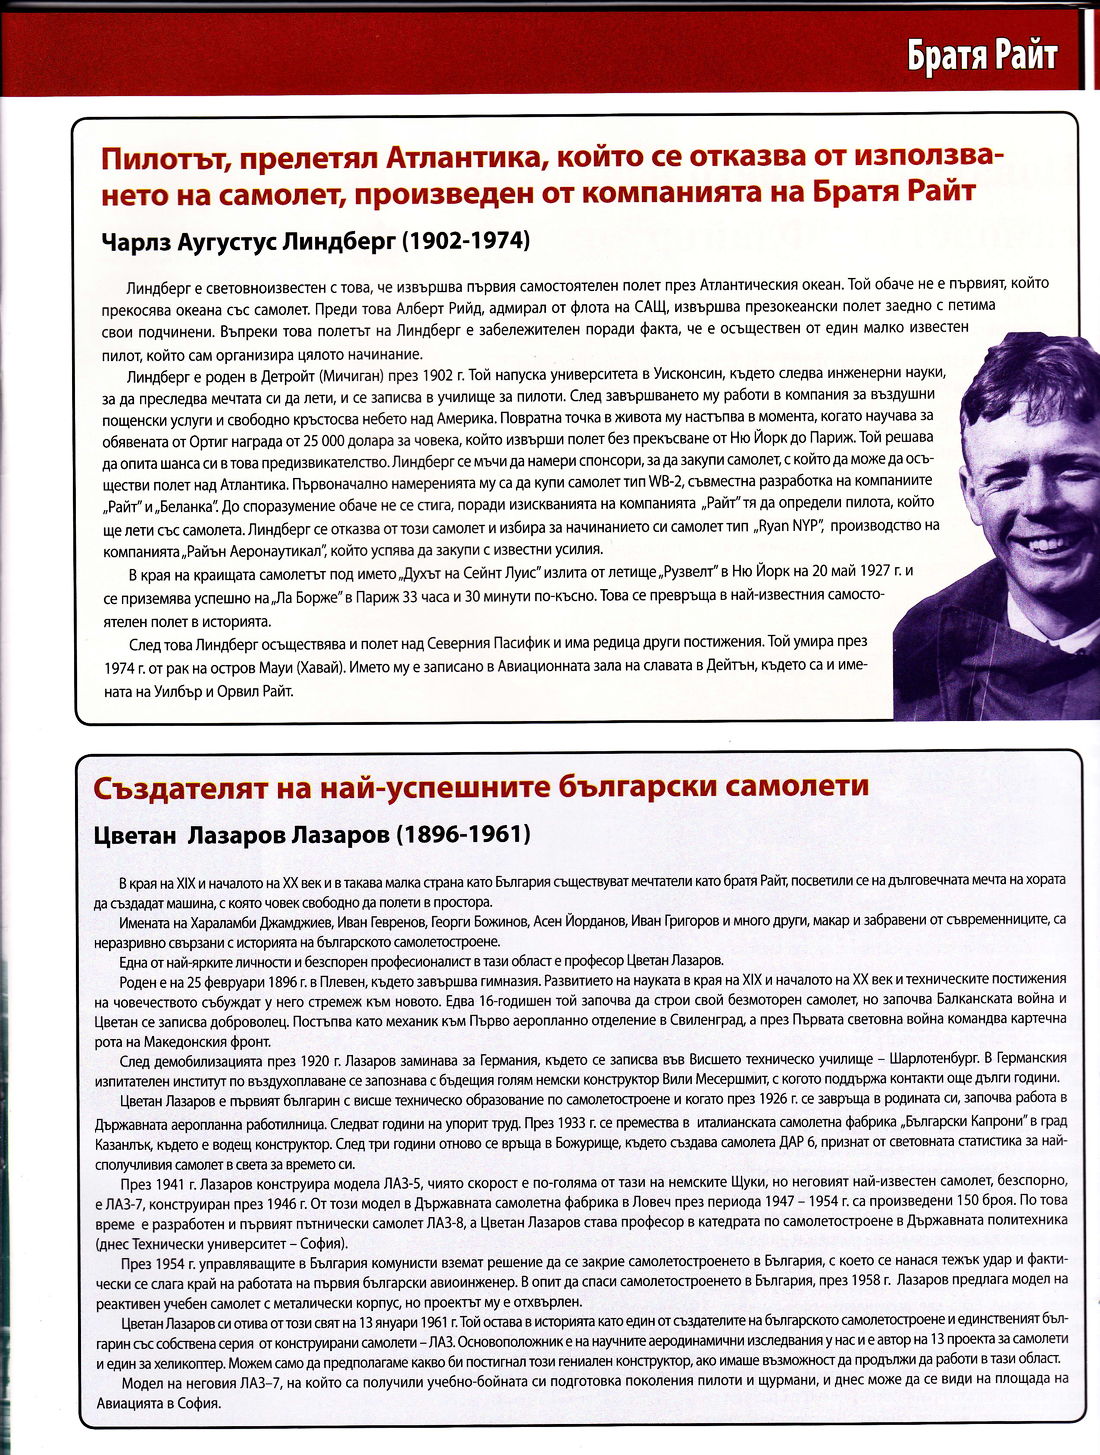 Братя Райт
Пилотът, прелетял Атлантика, който се отказва от използва-
нето на самолет, произведен от компанията на Братя Райт
Чарлз Аугустус Линдберг (1902-1974)
Линдберг е световноизвестен с това, че извършва първия самостоятелен полет през Атлантическия океан. Той обаче не е първият, който
прекосява океана със самолет. Преди това Алберт Рийд, адмирал от флота на САЩ, извършва презокеански полет заедно с петима
свои подчинени. Въпреки това полетът на Линдберг е забележителен поради факта, че е осъществен от един малко известен
пилот, който сам организира цялото начинание.
Линдберг е роден в Детройт (Мичиган) през 1902 г. Той напуска университета в Уисконсин, където следва инженерни науки,
за да преследва мечтата си да лети, и се записва в училище за пилоти. След завършването му работи в компания за въздушни
пощенски услуги и свободно кръстосва небето над Америка. Повратна точка в живота му настъпва в момента, когато научава за
обявената от Ортиг награда от 25 000 долара за човека, който извърши полет без прекъсване от Ню Йорк до Париж. Той решава
да опита шанса си в това предизвикателство. Линдберг се мъчи да намери спонсори, за да закупи самолет, с който да може да осъ-
ществи полет над Атлантика. Първоначално намеренията му са да купи самолет тип WB-2, съвместна разработка на компаниите
„Райт" и „Беланка". До споразумение обаче не се стига, поради изискванията на компанията „Райт" тя да определи пилота, който
ще лети със самолета. Линдберг се отказва от този самолет и избира за начинанието си самолет тип „Ryan NYP", производство на
компанията „Райън Аеронаутикал", който успява да закупи с известни усилия.
В края на краищата самолетът под името „Духът на Сейнт Луис" излита от летище „Рузвелт" в Ню Йорк на 20 май 1927 г. и
се приземява успешно на „Ла Борже" в Париж 33 часа и 30 минути по-късно. Това се превръща в най-известния самосто-
ятелен полет в историята.
След това Линдберг осъществява и полет над Северния Пасифик и има редица други постижения. Той умира през
1974 г. от рак на остров Мауи (Хавай). Името му е записано в Авиационната зала на славата в Дейтън, където са и име-
ната на Уилбър и Орвил Райт.
Създателят на най-успешните български самолети
Цветан Лазаров Лазаров (1896-1961)
В края на XIX и началото на XX век и в такава малка страна като България съществуват мечтатели като братя Райт, посветили се на дълговечната мечта на хората
да създадат машина, с която човек свободно да полети в простора.
Имената на Хараламби Джамджиев, Иван Гевренов, Георги Божинов, Асен Йорданов, Иван Григоров и много други, макар и забравени от съвременниците, са
неразривно свързани с историята на българското самолетостроене.
Една от най-ярките личности и безспорен професионалист в тази област е професор Цветан Лазаров.
Роден е на 25 февруари 1896 г. в Плевен, където завършва гимназия. Развитието на науката в края на XIX и началото на XX век и техническите постижения
на човечеството събуждат у него стремеж към новото. Едва 16-годишен той започва да строи свой безмоторен самолет, но започва Балканската война и
Цветан се записва доброволец. Постъпва като механик към Първо аеропланно отделение в Свиленград, а през Първата световна война командва картечна
рота на Македонския фронт.
След демобилизацията през 1920 г. Лазаров заминава за Германия, където се записва във Висшето техническо училище – Шарлотенбург. В Германския
изпитателен институт по въздухоплаване се запознава с бъдещия голям немски конструктор Вили Месершмит, с когото поддържа контакти още дълги години.
Цветан Лазаров е първият българин с висше техническо образование по самолетостроене и когато през 1926 г. се завръща в родината си, започва работа в
Държавната аеропланна работилница. Следват години на упорит труд. През 1933 г. се премества в италианската самолетна фабрика „Български Капрони" в град
Казанлък, където е водещ конструктор. След три години отново се връща в Божурище, където създава самолета ДАР 6, признат от световната статистика за най-
сполучливия самолет в света за времето си.
През 1941 г. Лазаров конструира модела ЛАЗ-5, чиято скорост е по-голяма от тази на немските Щуки, но неговият най-известен самолет, безспорно,
е ЛАЗ-7, конструиран през 1946 г. От този модел в Държавната самолетна фабрика в Ловеч през периода 1947 – 1954 г. са произведени 150 броя. По това
време е разработен и първият пътнически самолет ЛАЗ-8, а Цветан Лазаров става професор в катедрата по самолетостроене в Държавната политехника
(днес Технически университет – София).
През 1954 г. управляващите в България комунисти вземат решение да се закрие самолетостроенето в България, с което се нанася тежък удар и факти-
чески се слага край на работата на първия български авиоинженер. В опит да спаси самолетостроенето в България, през 1958 г. Лазаров предлага модел на
реактивен учебен самолет с металически корпус, но проектът му е отхвърлен.
Цветан Лазаров си отива от този свят на 13 януари 1961 г. Той остава в историята като един от създателите на българското самолетостроене и единственият бъл-
гарин със собствена серия от конструирани самолети – ЛАЗ. Основоположник е на научните аеродинамични изследвания у нас и е автор на 13 проекта за самолети
и един за хеликоптер. Можем само да предполагаме какво би постигнал този гениален конструктор, ако имаше възможност да продължи да работи в тази област.
Модел на неговия ЛАЗ–7, на който са получили учебно-бойната си подготовка поколения пилоти и щурмани, и днес може да се види на площада на
Авиацията в София.